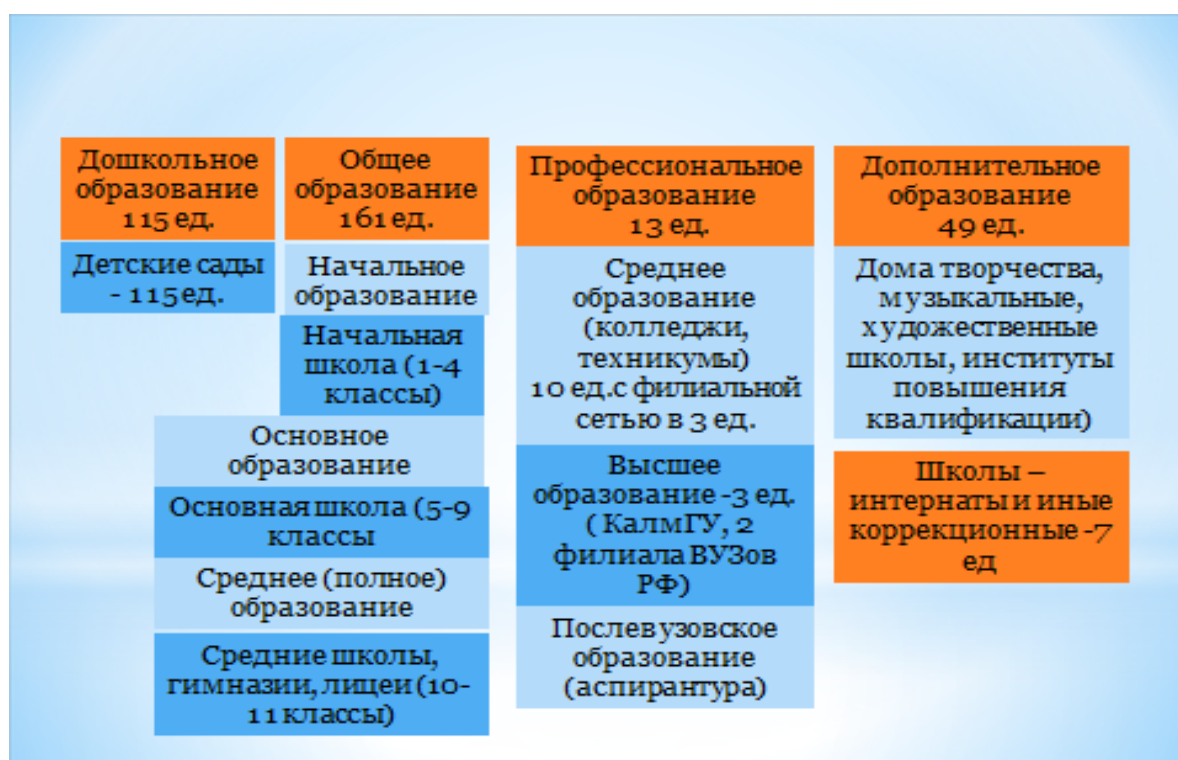 Дошкольное
образование
115 ед.
Детские сады
- 115ед.
Общее
образование
161 ед.
Начальное
образование
Начальная
школа (1-4
классы)
Основное
образование
Основная школа (5-9
классы
Среднее (полное)
образование
Средние школы,
гимназии, лицеи (10-
11 классы)
Профессиональное
образование
13 ед.
Среднее
образование
(колледжи,
техникумы)
10 ед.с филиальной
сетью в 3 ед.
Высшее
образование -3 ед.
( КалмГУ, 2
филиала ВУЗов
РФ)
Послевузовское
образование
(аспирантура)
Дополнительное
образование
49 ед.
Дома творчества,
музыкальные,
художественные
школы, институты
повышения
квалификации)
Школы –
интернаты и иные
коррекционные -7
ед